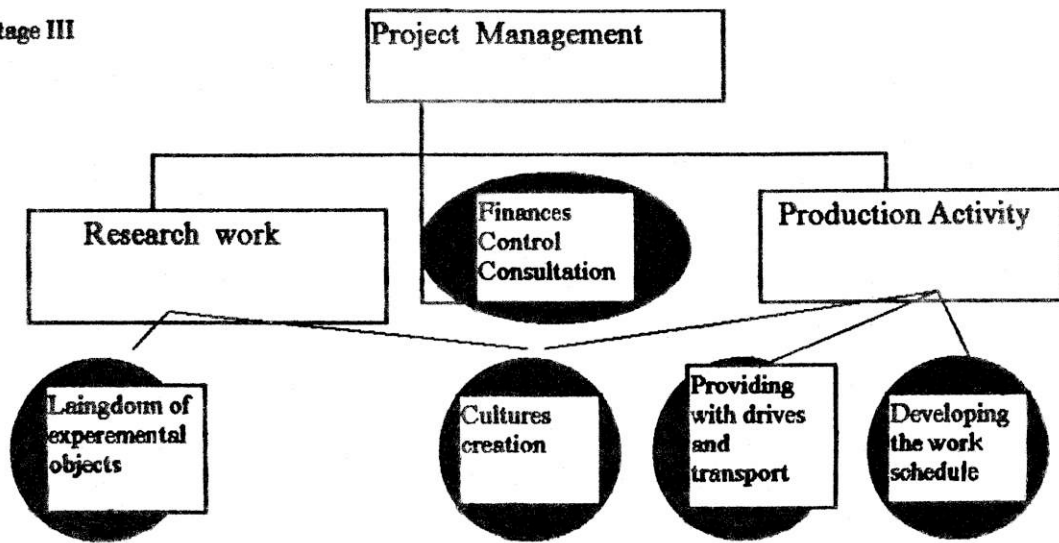 tage III
Project Management
Research work
Finances
Control
Consultation
Production Activity
Laingdorm of
experemental
objects
Cultures
creation
Providing
with drives
and
transport
Developing
the work
schedule